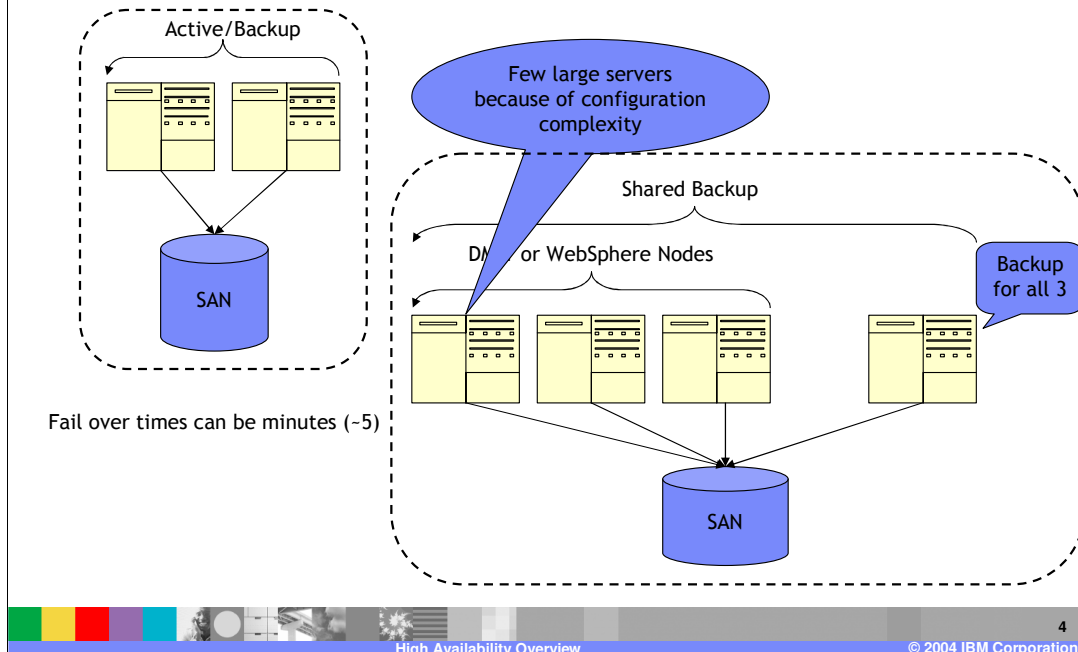 Active/Backup
Few large servers
because of configuration
complexity
Shared Backup
or WebSphere Nodes
Backup
for all 3
SAN
Fail over times can be minutes (~5)
SAN
4
High Availability Overview
© 2004 IBM Corporation